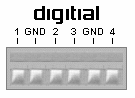 digitial
1 GND 2 3 GND 4